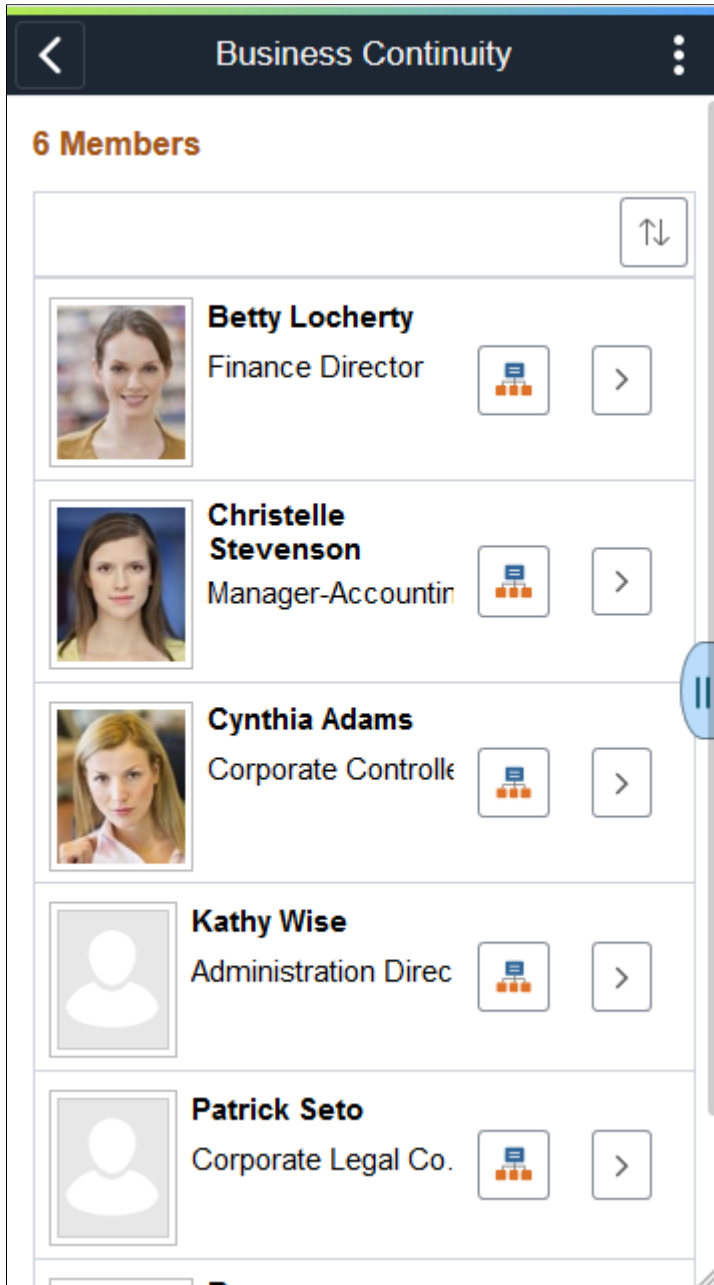 Business Continuity
6 Members
Betty Locherty
Finance Director
Christelle
Stevenson
Manager-Accountin
Cynthia Adams
Corporate Controlle
Kathy Wise
Administration Direc
Patrick Seto
Corporate Legal Co.